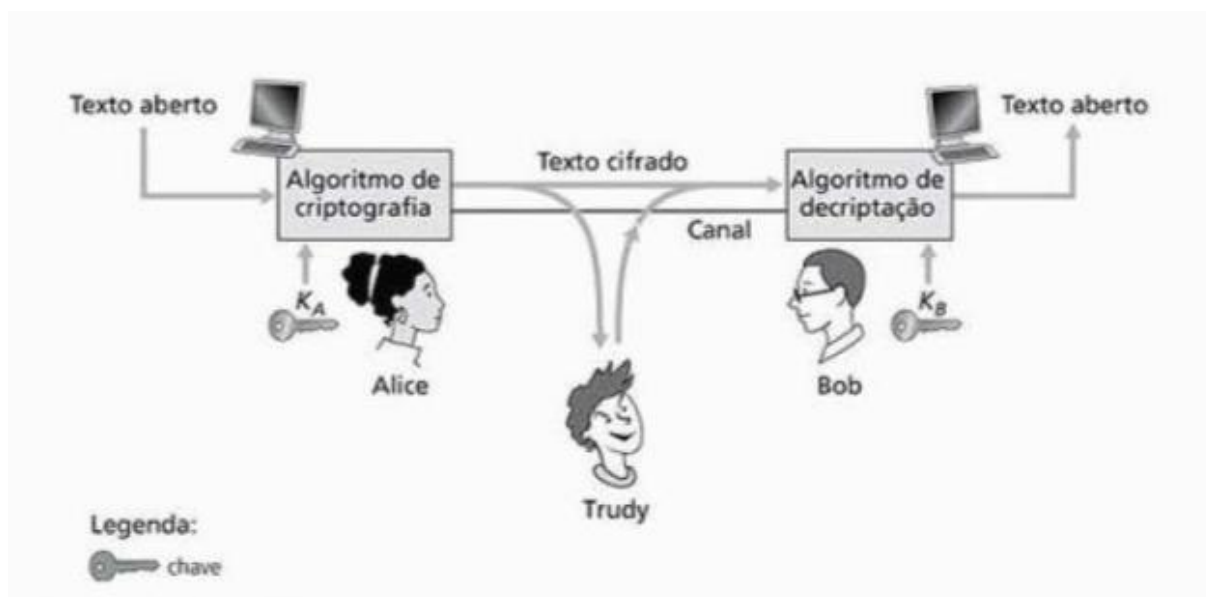 Texto aberto
Texto aberto
Algoritmo de
criptografia
Texto cifrado
Canal
Algoritmo de
decriptação
K_A
Alice
K_B
Bob
Trudy
Legenda:
chave